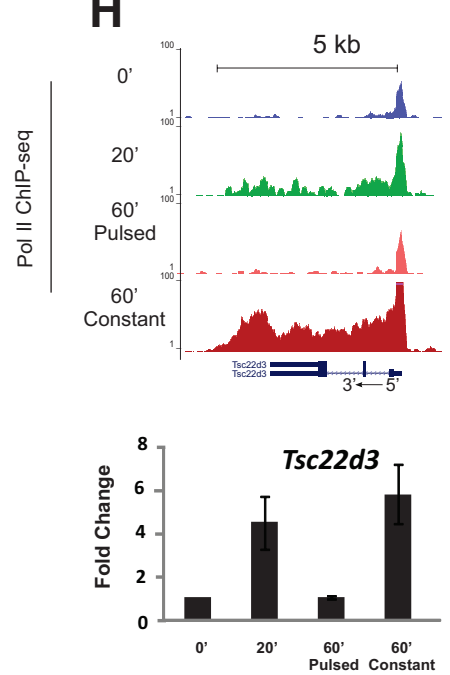 H
5 kb
Pol II ChIP-seq
100
0'
1
100
20'
1
100
60'
Pulsed
1
100
60'
Constant
1
Tsc22d3
Tsc22d3
3' 5'
Tsc22d3
Fold Change
8
6
4
2
0
0' 20' 60' 60'
Pulsed Constant